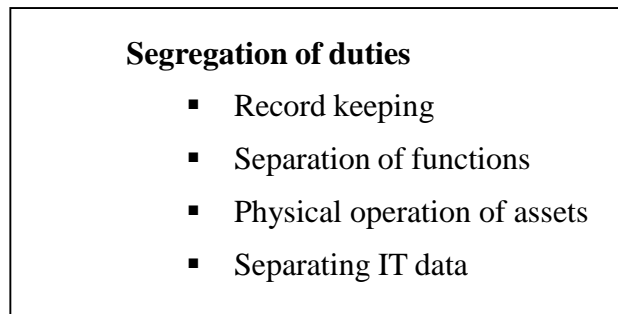 Segregation of duties
▪ Record keeping
▪ Separation of functions
▪ Physical operation of assets
▪ Separating IT data